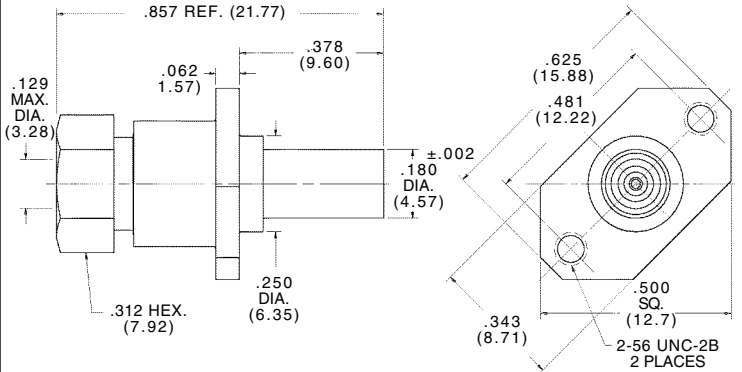 .857 REF. (21.77)
.378
(9.60)
.062
1.57)
.129
MAX.
DIA.
(3.28)
±.002
.180
DIA.
(4.57)
.250
DIA.
(6.35)
.312 HEX.
(7.92)
.625
(15.88)
.481
(12.22)
.500
SQ.
(12.7)
.343
(8.71)
2-56 UNC-2B
2 PLACES